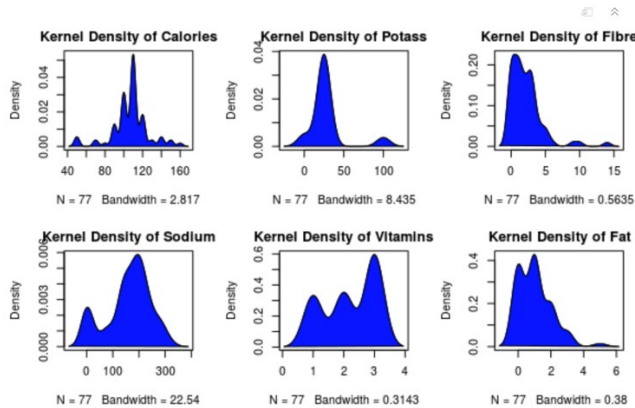 Kernel Density of Calories
Density
0.00 0.02 0.04
40 80 120 160
N = 77 Bandwidth = 2.817
Kernel Density of Potass
Density
0.00 0.02 0.04
0 50 100
N = 77 Bandwidth = 8.435
Kernel Density of Fibre
Density
0.00 0.10 0.20
0 5 10 15
N = 77 Bandwidth = 0.5635
Kernel Density of Sodium
Density
0.000 0.003 0.006
0 100 300
N = 77 Bandwidth = 22.54
Kernel Density of Vitamins
Density
0.0 0.2 0.4 0.6
0 1 2 3 4
N = 77 Bandwidth = 0.3143
Kernel Density of Fat
Density
0.0 0.2 0.4
0 2 4 6
N = 77 Bandwidth = 0.38